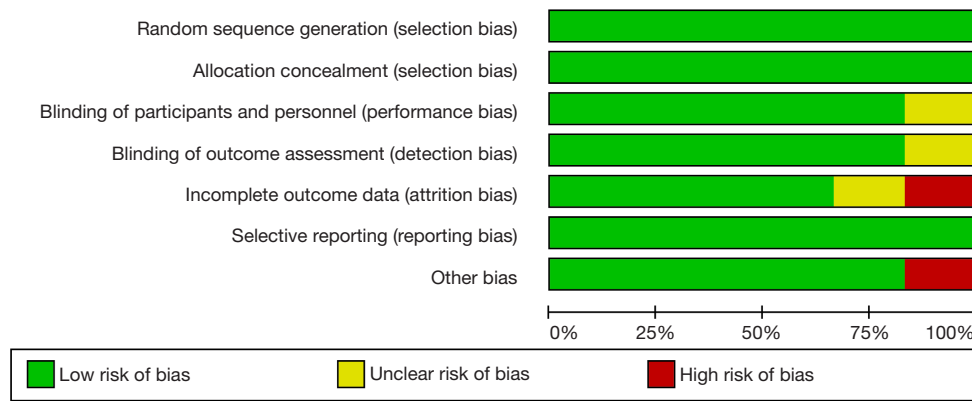 Random sequence generation (selection bias)
Allocation concealment (selection bias)
Blinding of participants and personnel (performance bias)
Blinding of outcome assessment (detection bias)
Incomplete outcome data (attrition bias)
Selective reporting (reporting bias)
Other bias
0% 25% 50% 75% 100%
Low risk of bias Unclear risk of bias High risk of bias